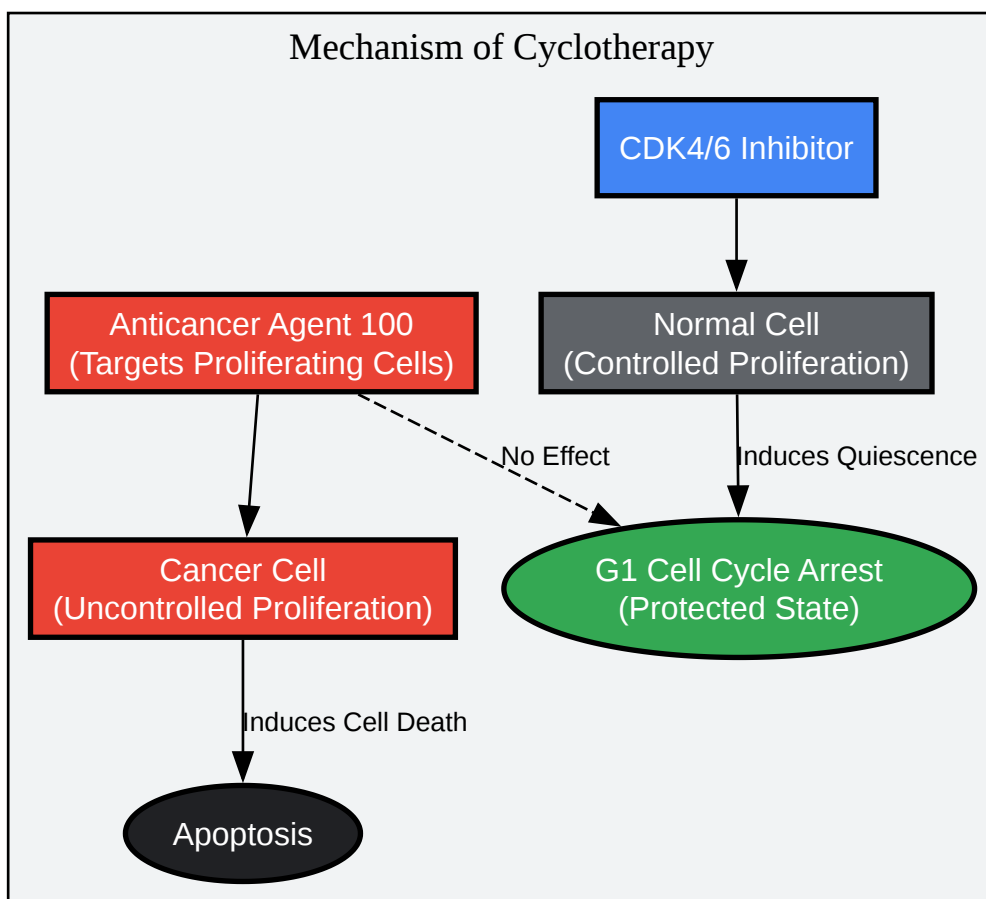 Mechanism of Cyclotherapy
CDK4/6 Inhibitor
Anticancer Agent 100
(Targets Proliferating Cells)
Normal Cell
(Controlled Proliferation)
No Effect
Induces Quiescence
Cancer Cell
(Uncontrolled Proliferation)
G1 Cell Cycle Arrest
(Protected State)
Induces Cell Death
Apoptosis